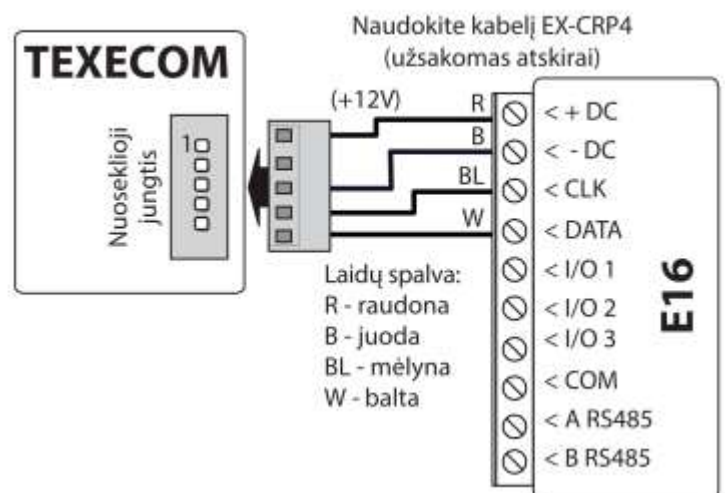 Naudokite kabelį EX-CRP4
(užsakomas atskirai)
TEXECOM
Nuoseklioji
jungtis
1
(+12V)
R
B
BL
W
< + DC
< - DC
< CLK
< DATA
< I/O 1
< I/O 2
< I/O 3
< COM
< A RS485
< B RS485
E16
Laidų spalva:
R - raudona
B - juoda
BL - mėlyna
W - balta